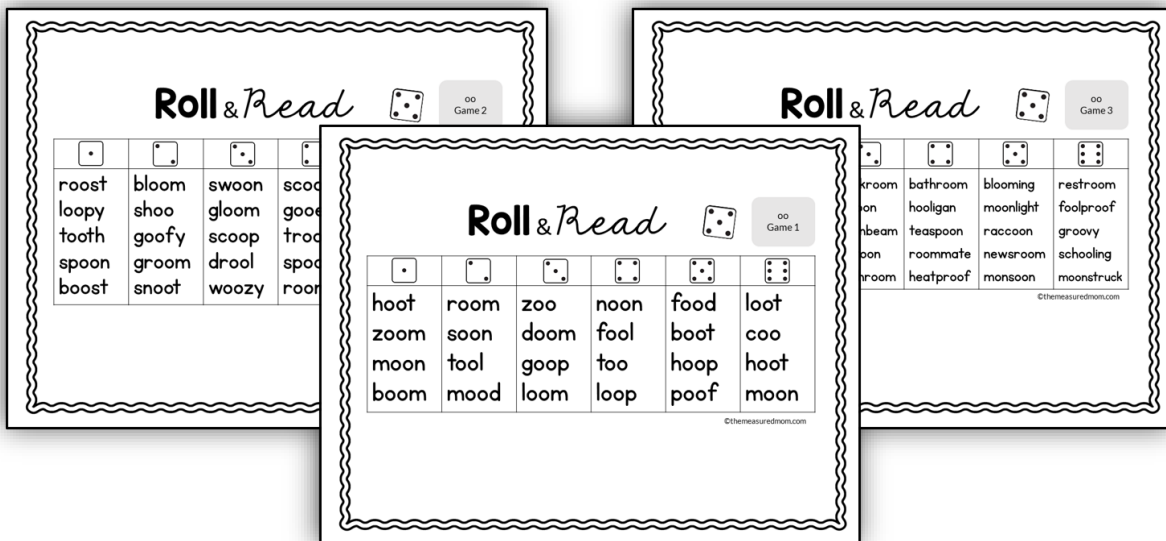 Roll & Read
oo
Game 2
roost bloom swoon
loopy shoo gloom
tooth goofy scoop
spoon groom drool
boost snoot woozy
Roll & Read
oo
Game 1
hoot room zoo noon food loot
zoom soon doom fool boot coo
moon tool goop too hoop hoot
boom mood loom loop poof moon
©themeasuredmom.com
Roll & Read
oo
Game 3
bathroom blooming restroom
hooligan moonlight foolproof
teaspoon raccoon groovy
roommate newsroom schooling
heatproof monsoon moonstruck
©themeasuredmom.com